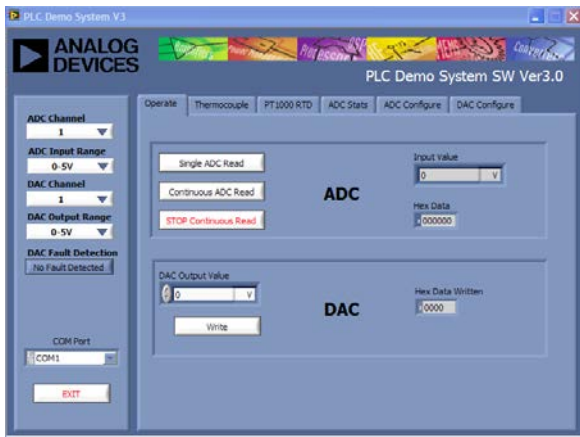 PLC Demo System V3
ANALOG
DEVICES
PLC Demo System SW Ver3.0
Operate Thermocouple PT1000 RTD ADC Stats ADC Configure DAC Configure
ADC Channel
1
ADC Input Range
0-5V
DAC Channel
1
DAC Output Range
0-5V
DAC Fault Detection
No Fault Detected
COM Port
COM1
EXIT
Single ADC Read
Continuous ADC Read
STOP Continuous Read
ADC
Input Value
0 V
Hex Data
000000
DAC Output Value
0 V
Write
DAC
Hex Data Written
0000